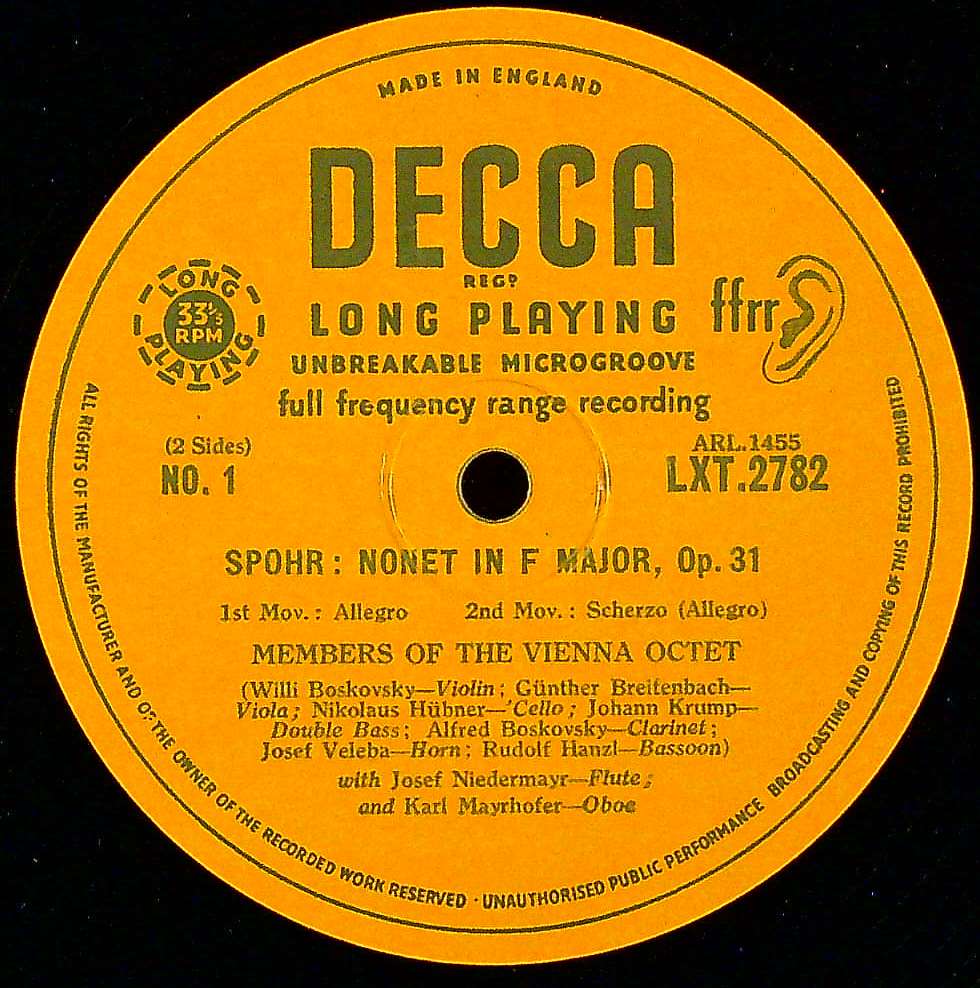 MADE IN ENGLAND
DECCA
REGD
LONG PLAYING
33⅓
RPM
LONG PLAYING
ffrr
UNBREAKABLE MICROGROOVE
full frequency range recording
(2 Sides)
NO. 1
ARL.1455
LXT.2782
SPOHR : NONET IN F MAJOR, Op. 31
1st Mov. : Allegro 2nd Mov. : Scherzo (Allegro)
MEMBERS OF THE VIENNA OCTET
(Willi Boskovsky—Violin ; Günther Breitenbach—
Viola ; Nikolaus Hübner—'Cello ; Johann Krump—
Double Bass ; Alfred Boskovsky—Clarinet ;
Josef Veleba—Horn ; Rudolf Hanzl—Bassoon)
with Josef Niedermayr—Flute ;
and Karl Mayrhofer—Oboe
ALL RIGHTS OF THE MANUFACTURER AND OF THE OWNER OF THE RECORDED WORK RESERVED · UNAUTHORISED PUBLIC PERFORMANCE BROADCASTING AND COPYING OF THIS RECORD PROHIBITED